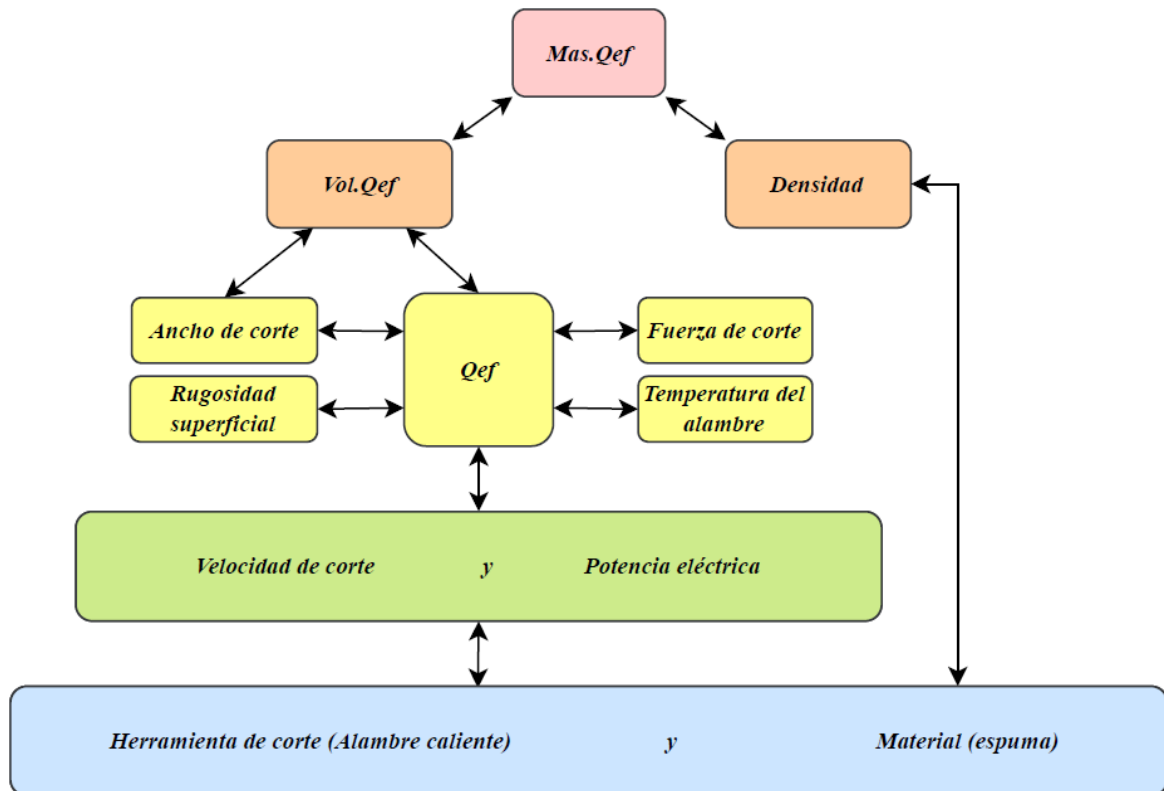 Mas.Qef
Vol.Qef
Densidad
Ancho de corte
Qef
Fuerza de corte
Rugosidad
superficial
Temperatura del
alambre
Velocidad de corte y Potencia eléctrica
Herramienta de corte (Alambre caliente) y Material (espuma)